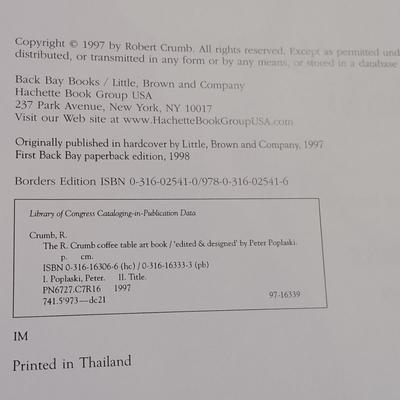 Copyright © 1997 by Robert Crumb. All rights reserved. Except as permitted und
distributed, or transmitted in any form or by any means, or stored in a database
Back Bay Books / Little, Brown and Company
Hachette Book Group USA
237 Park Avenue, New York, NY 10017
Visit our Web site at www.HachetteBookGroupUSA.com
Originally published in hardcover by Little, Brown and Company, 1997
First Back Bay paperback edition, 1998
Borders Edition ISBN 0-316-02541-0/978-0-316-02541-6
Library of Congress Cataloging-in-Publication Data
Crumb, R.
The R. Crumb coffee table art book / 'edited & designed' by Peter Poplaski.
p. cm.
ISBN 0-316-16306-6 (hc) / 0-316-16333-3 (pb)
I. Poplaski, Peter. II. Title.
PN6727.C7R16 1997
741.5'973—dc21 97-16339
IM
Printed in Thailand